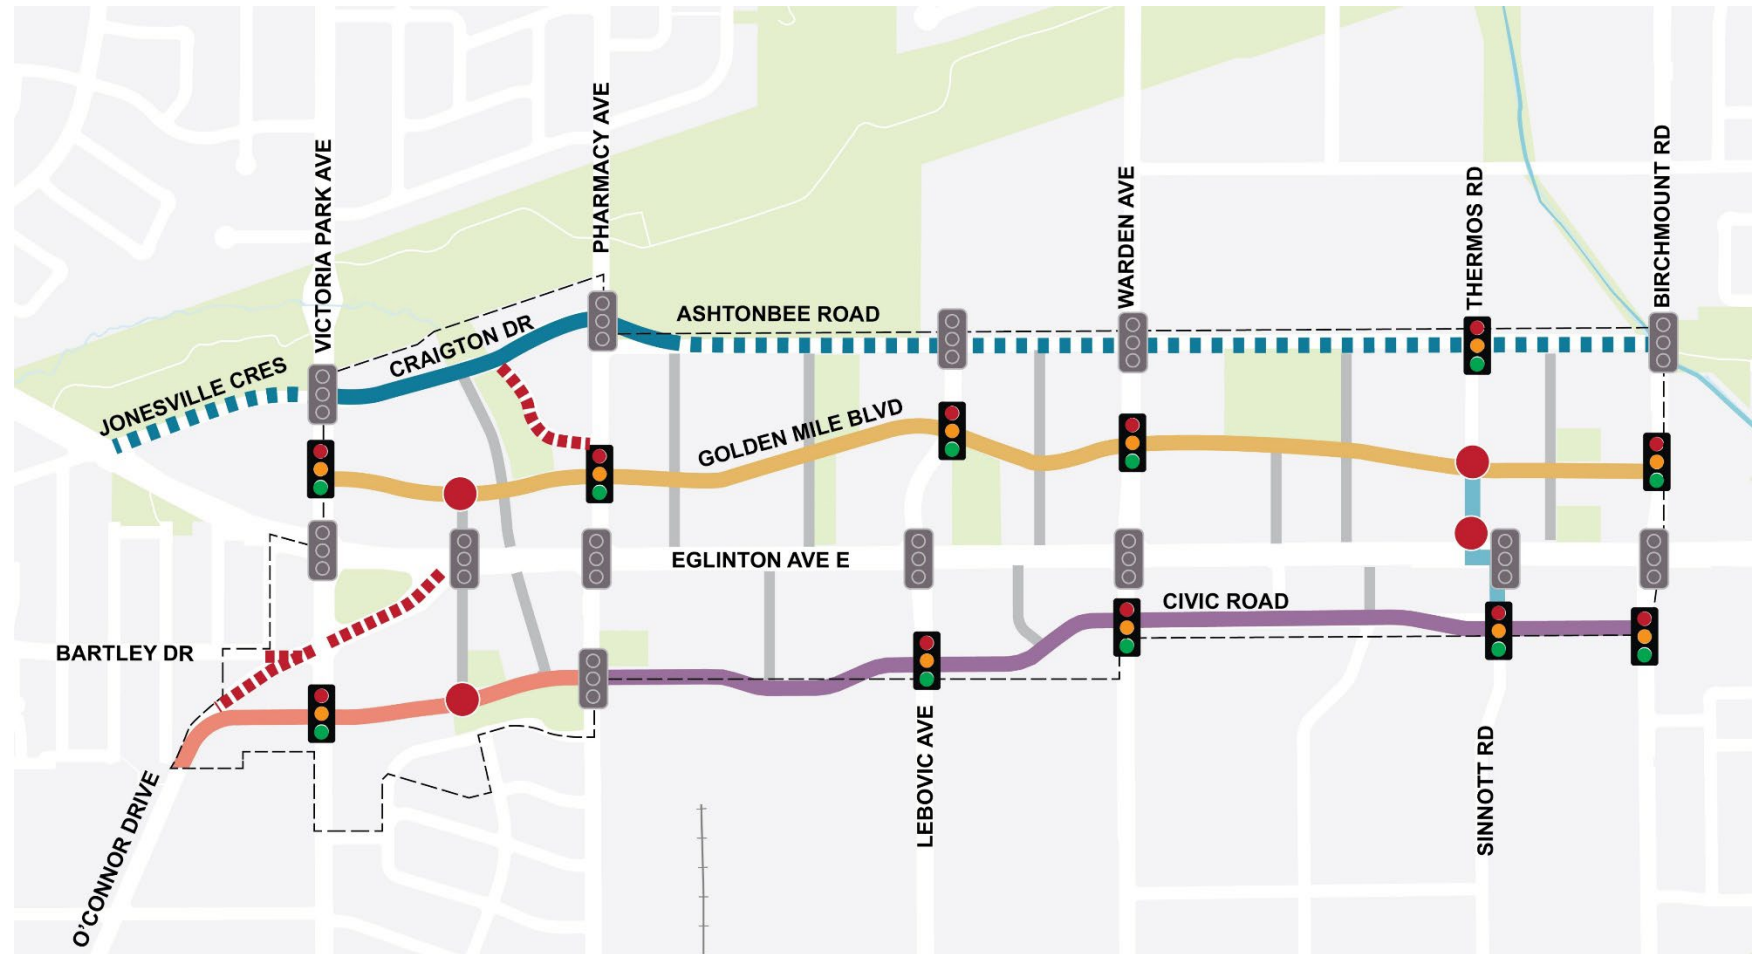 VICTORIA PARK AVE
PHARMACY AVE
WARDEN AVE
THERMOS RD
BIRCHMOUNT RD
ASHTONBEE ROAD
CRAIGTON DR
JONESVILLE CRES
GOLDEN MILE BLVD
EGLINTON AVE E
CIVIC ROAD
BARTLEY DR
LEBOVIC AVE
SINNOTT RD
O'CONNOR DRIVE